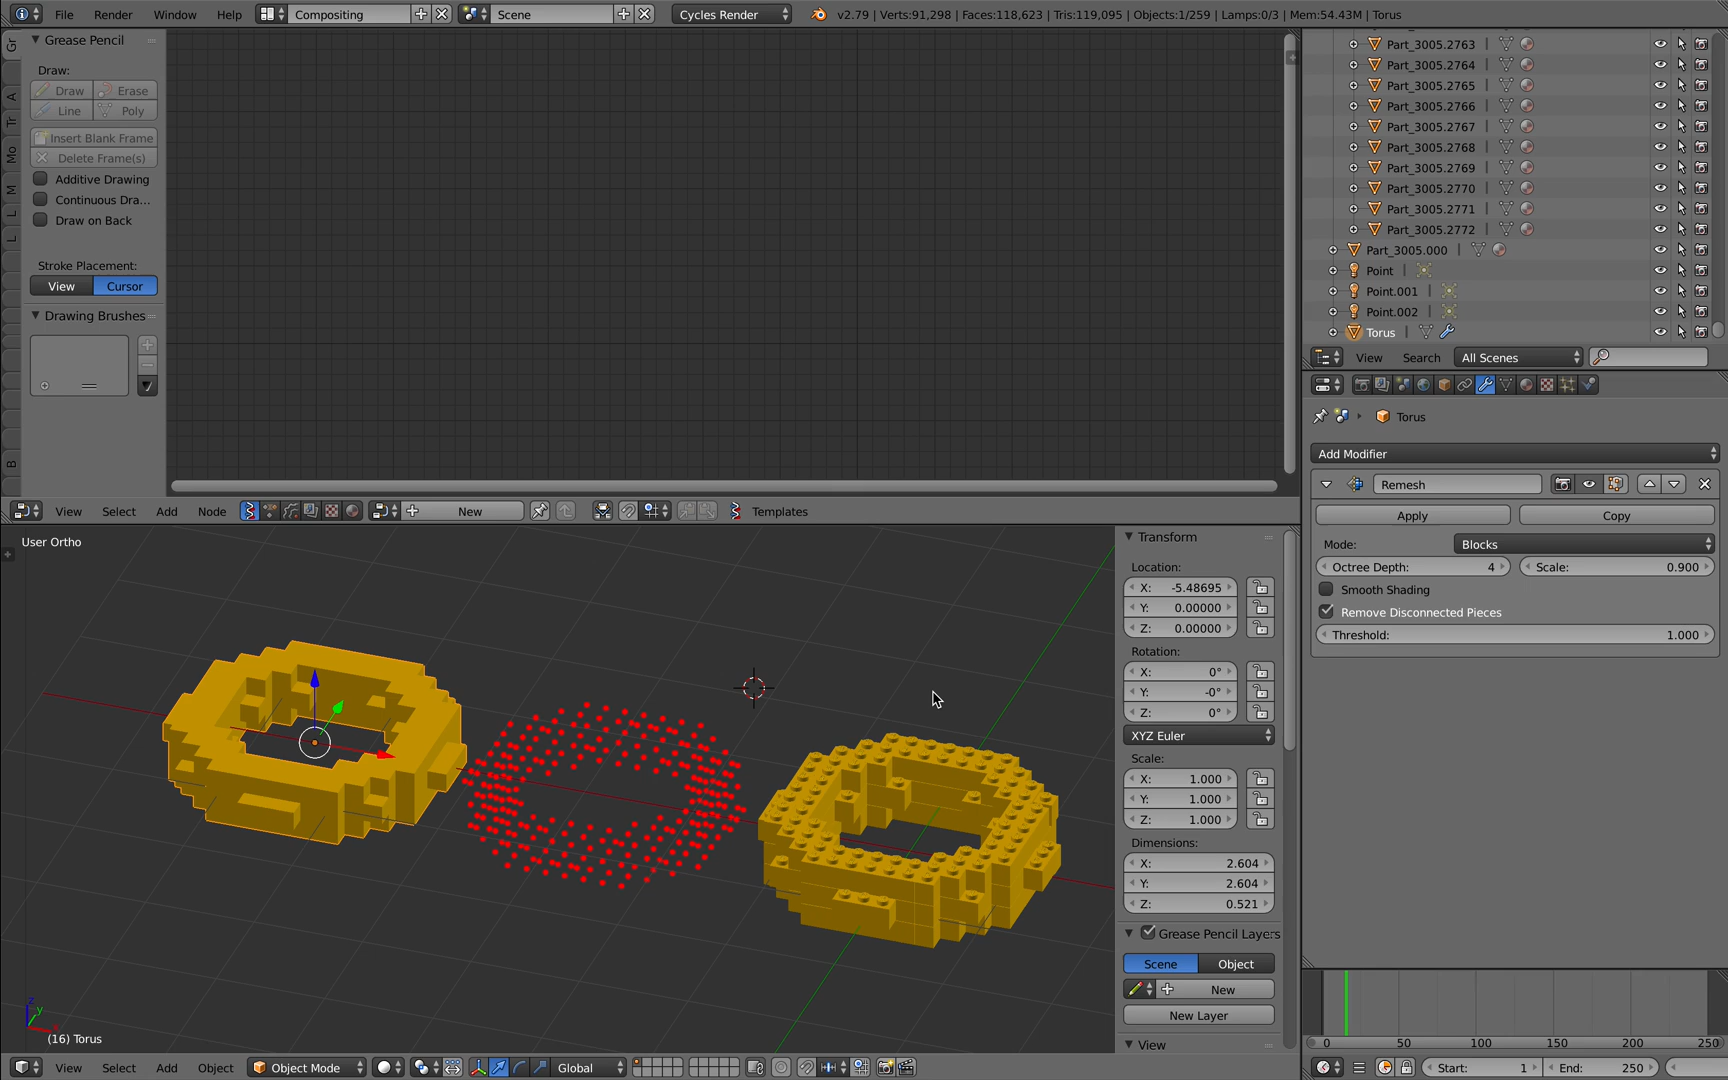 File Render Window Help Compositing Scene Cycles Render v2.79 | Verts:91,298 | Faces:118,623 | Tris:119,095 | Objects:1/259 | Lamps:0/3 | Mem:54.43M | Torus
Gr
A
Tr
Mo
M
L
L
B
Grease Pencil
Draw:
Draw Erase
Line Poly
Insert Blank Frame
Delete Frame(s)
Additive Drawing
Continuous Dra...
Draw on Back
Stroke Placement:
View Cursor
Drawing Brushes
View Select Add Node New Templates
Part_3005.2763
Part_3005.2764
Part_3005.2765
Part_3005.2766
Part_3005.2767
Part_3005.2768
Part_3005.2769
Part_3005.2770
Part_3005.2771
Part_3005.2772
Part_3005.000
Point
Point.001
Point.002
Torus
View Search All Scenes
Torus
Add Modifier
Remesh
Apply Copy
Mode: Blocks
Octree Depth: 4 Scale: 0.900
Smooth Shading
Remove Disconnected Pieces
Threshold: 1.000
User Ortho
z
y
(16) Torus
Transform
Location:
X: -5.48695
Y: 0.00000
Z: 0.00000
Rotation:
X: 0°
Y: -0°
Z: 0°
XYZ Euler
Scale:
X: 1.000
Y: 1.000
Z: 1.000
Dimensions:
X: 2.604
Y: 2.604
Z: 0.521
Grease Pencil Layers
Scene Object
New
New Layer
View
0 50 100 150 200 250
View Select Add Object Object Mode Global
Start: 1 End: 250